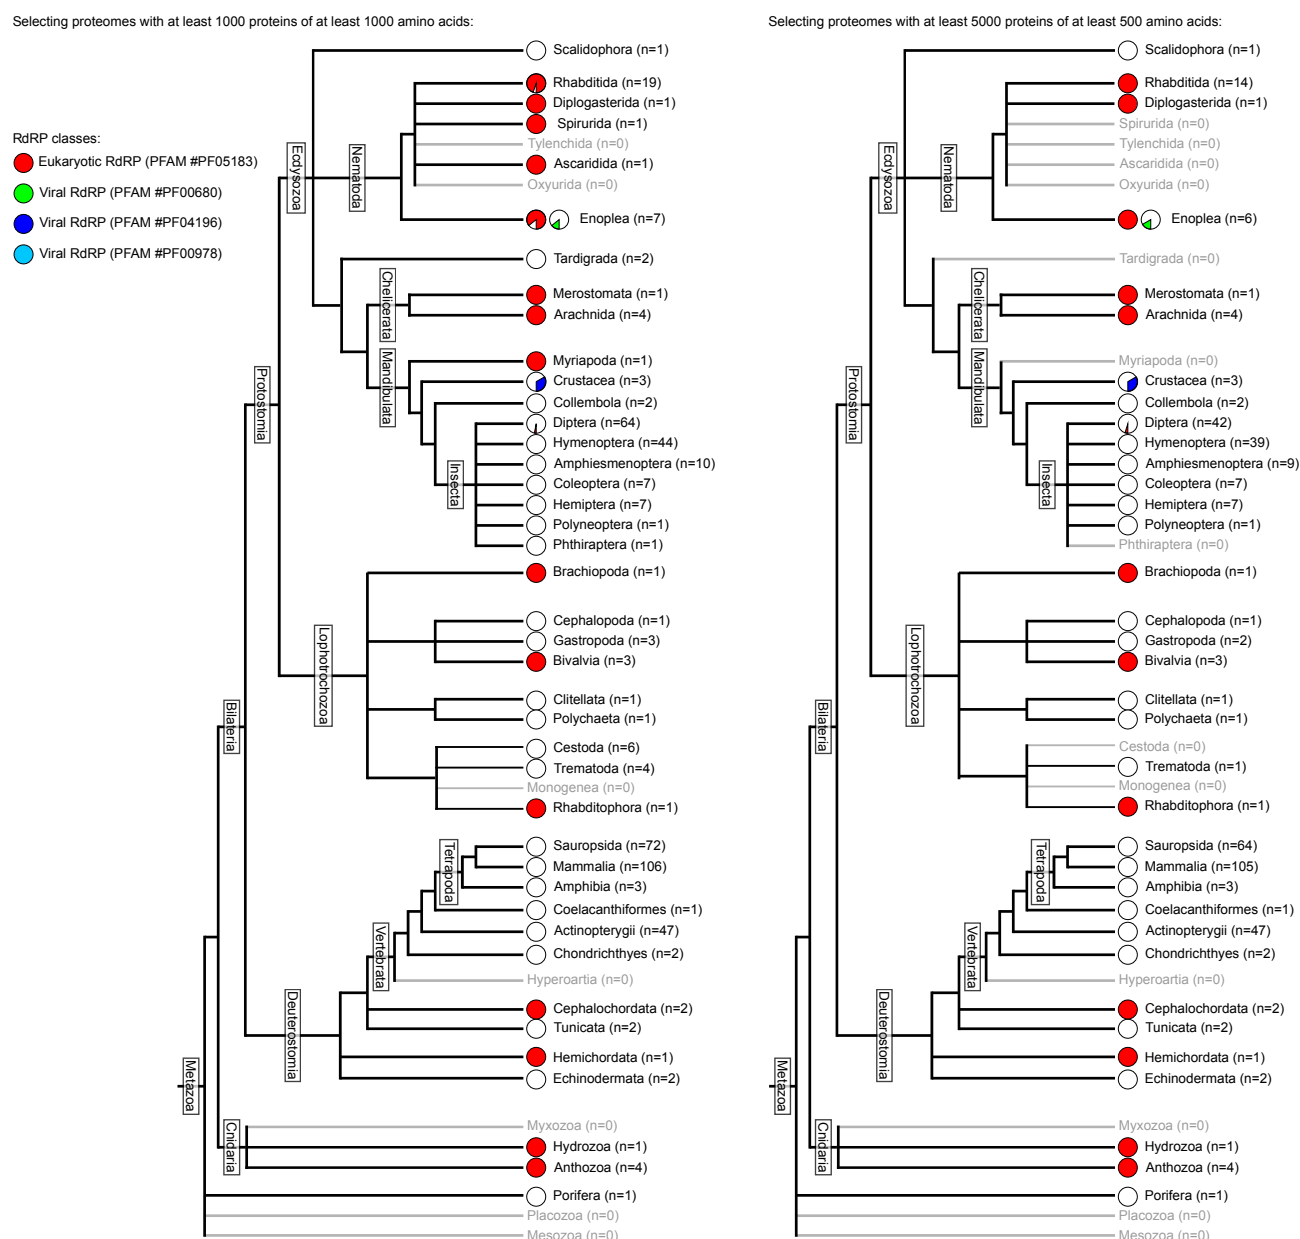 Selecting proteomes with at least 1000 proteins of at least 1000 amino acids:
RdRP classes:
Eukaryotic RdRP (PFAM #PF05183)
Viral RdRP (PFAM #PF00680)
Viral RdRP (PFAM #PF04196)
Viral RdRP (PFAM #PF00978)
Scalidophora (n=1)
Rhabditida (n=19)
Diplogasterida (n=1)
Spirurida (n=1)
Tylenchida (n=0)
Ascaridida (n=1)
Oxyurida (n=0)
Enoplea (n=7)
Tardigrada (n=2)
Merostomata (n=1)
Arachnida (n=4)
Myriapoda (n=1)
Crustacea (n=3)
Collembola (n=2)
Diptera (n=64)
Hymenoptera (n=44)
Amphiesmenoptera (n=10)
Coleoptera (n=7)
Hemiptera (n=7)
Polyneoptera (n=1)
Phthiraptera (n=1)
Brachiopoda (n=1)
Cephalopoda (n=1)
Gastropoda (n=3)
Bivalvia (n=3)
Clitellata (n=1)
Polychaeta (n=1)
Cestoda (n=6)
Trematoda (n=4)
Monogenea (n=0)
Rhabditophora (n=1)
Sauropsida (n=72)
Mammalia (n=106)
Amphibia (n=3)
Coelacanthiformes (n=1)
Actinopterygii (n=47)
Chondrichthyes (n=2)
Hyperoartia (n=0)
Cephalochordata (n=2)
Tunicata (n=2)
Hemichordata (n=1)
Echinodermata (n=2)
Myxozoa (n=0)
Hydrozoa (n=1)
Anthozoa (n=4)
Porifera (n=1)
Placozoa (n=0)
Mesozoa (n=0)
Ecdysozoa
Nematoda
Chelicerata
Mandibulata
Insecta
Protostomia
Lophotrochozoa
Bilateria
Tetrapoda
Vertebrata
Deuterostomia
Metazoa
Cnidaria
Selecting proteomes with at least 5000 proteins of at least 500 amino acids:
Scalidophora (n=1)
Rhabditida (n=14)
Diplogasterida (n=1)
Spirurida (n=0)
Tylenchida (n=0)
Ascaridida (n=0)
Oxyurida (n=0)
Enoplea (n=6)
Tardigrada (n=0)
Merostomata (n=1)
Arachnida (n=4)
Myriapoda (n=0)
Crustacea (n=3)
Collembola (n=2)
Diptera (n=42)
Hymenoptera (n=39)
Amphiesmenoptera (n=9)
Coleoptera (n=7)
Hemiptera (n=7)
Polyneoptera (n=1)
Phthiraptera (n=0)
Brachiopoda (n=1)
Cephalopoda (n=1)
Gastropoda (n=2)
Bivalvia (n=3)
Clitellata (n=1)
Polychaeta (n=1)
Cestoda (n=0)
Trematoda (n=1)
Monogenea (n=0)
Rhabditophora (n=1)
Sauropsida (n=64)
Mammalia (n=105)
Amphibia (n=3)
Coelacanthiformes (n=1)
Actinopterygii (n=47)
Chondrichthyes (n=2)
Hyperoartia (n=0)
Cephalochordata (n=2)
Tunicata (n=2)
Hemichordata (n=1)
Echinodermata (n=2)
Myxozoa (n=0)
Hydrozoa (n=1)
Anthozoa (n=4)
Porifera (n=1)
Placozoa (n=0)
Mesozoa (n=0)
Ecdysozoa
Nematoda
Chelicerata
Mandibulata
Insecta
Protostomia
Lophotrochozoa
Bilateria
Tetrapoda
Vertebrata
Deuterostomia
Metazoa
Cnidaria